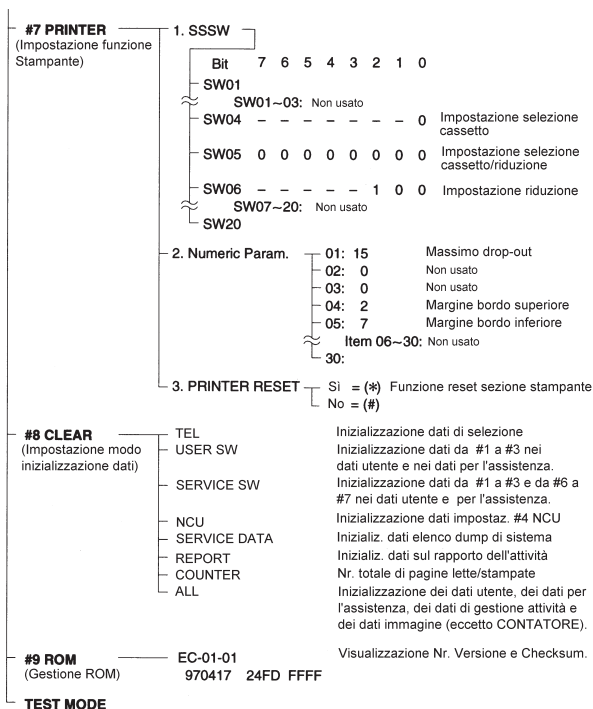 #7 PRINTER
(Impostazione funzione
Stampante)
1. SSSW
Bit 7 6 5 4 3 2 1 0
SW01
SW01~03: Non usato
SW04 – – – – – – – 0 Impostazione selezione
cassetto
SW05 0 0 0 0 0 0 0 0 Impostazione selezione
cassetto/riduzione
SW06 – – – – – 1 0 0 Impostazione riduzione
SW07~20: Non usato
SW20
2. Numeric Param. 01: 15 Massimo drop-out
02: 0 Non usato
03: 0 Non usato
04: 2 Margine bordo superiore
05: 7 Margine bordo inferiore
Item 06~30: Non usato
30:
3. PRINTER RESET Sì = (*) Funzione reset sezione stampante
No = (#)
#8 CLEAR
(Impostazione modo
inizializzazione dati)
TEL Inizializzazione dati di selezione
USER SW Inizializzazione dati da #1 a #3 nei
dati utente e nei dati per l'assistenza.
SERVICE SW Inizializzazione dati da #1 a #3 e da #6 a
#7 nei dati utente e per l'assistenza.
NCU Inizializzazione dati impostaz. #4 NCU
SERVICE DATA Inizializ. dati elenco dump di sistema
REPORT Inizializ. dati sul rapporto dell'attività
COUNTER Nr. totale di pagine lette/stampate
ALL Inizializzazione dei dati utente, dei dati per
l'assistenza, dei dati di gestione attività e
dei dati immagine (eccetto CONTATORE).
#9 ROM EC-01-01 Visualizzazione Nr. Versione e Checksum.
(Gestione ROM) 970417 24FD FFFF
TEST MODE